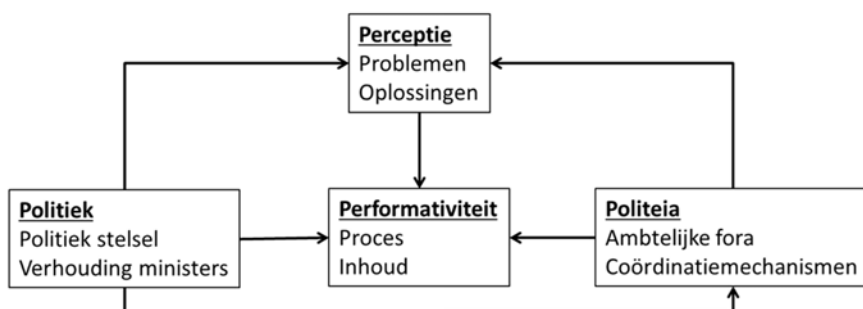 Perceptie
Problemen
Oplossingen
Politiek
Politiek stelsel
Verhouding ministers
Performativiteit
Proces
Inhoud
Politeia
Ambtelijke fora
Coördinatiemechanismen